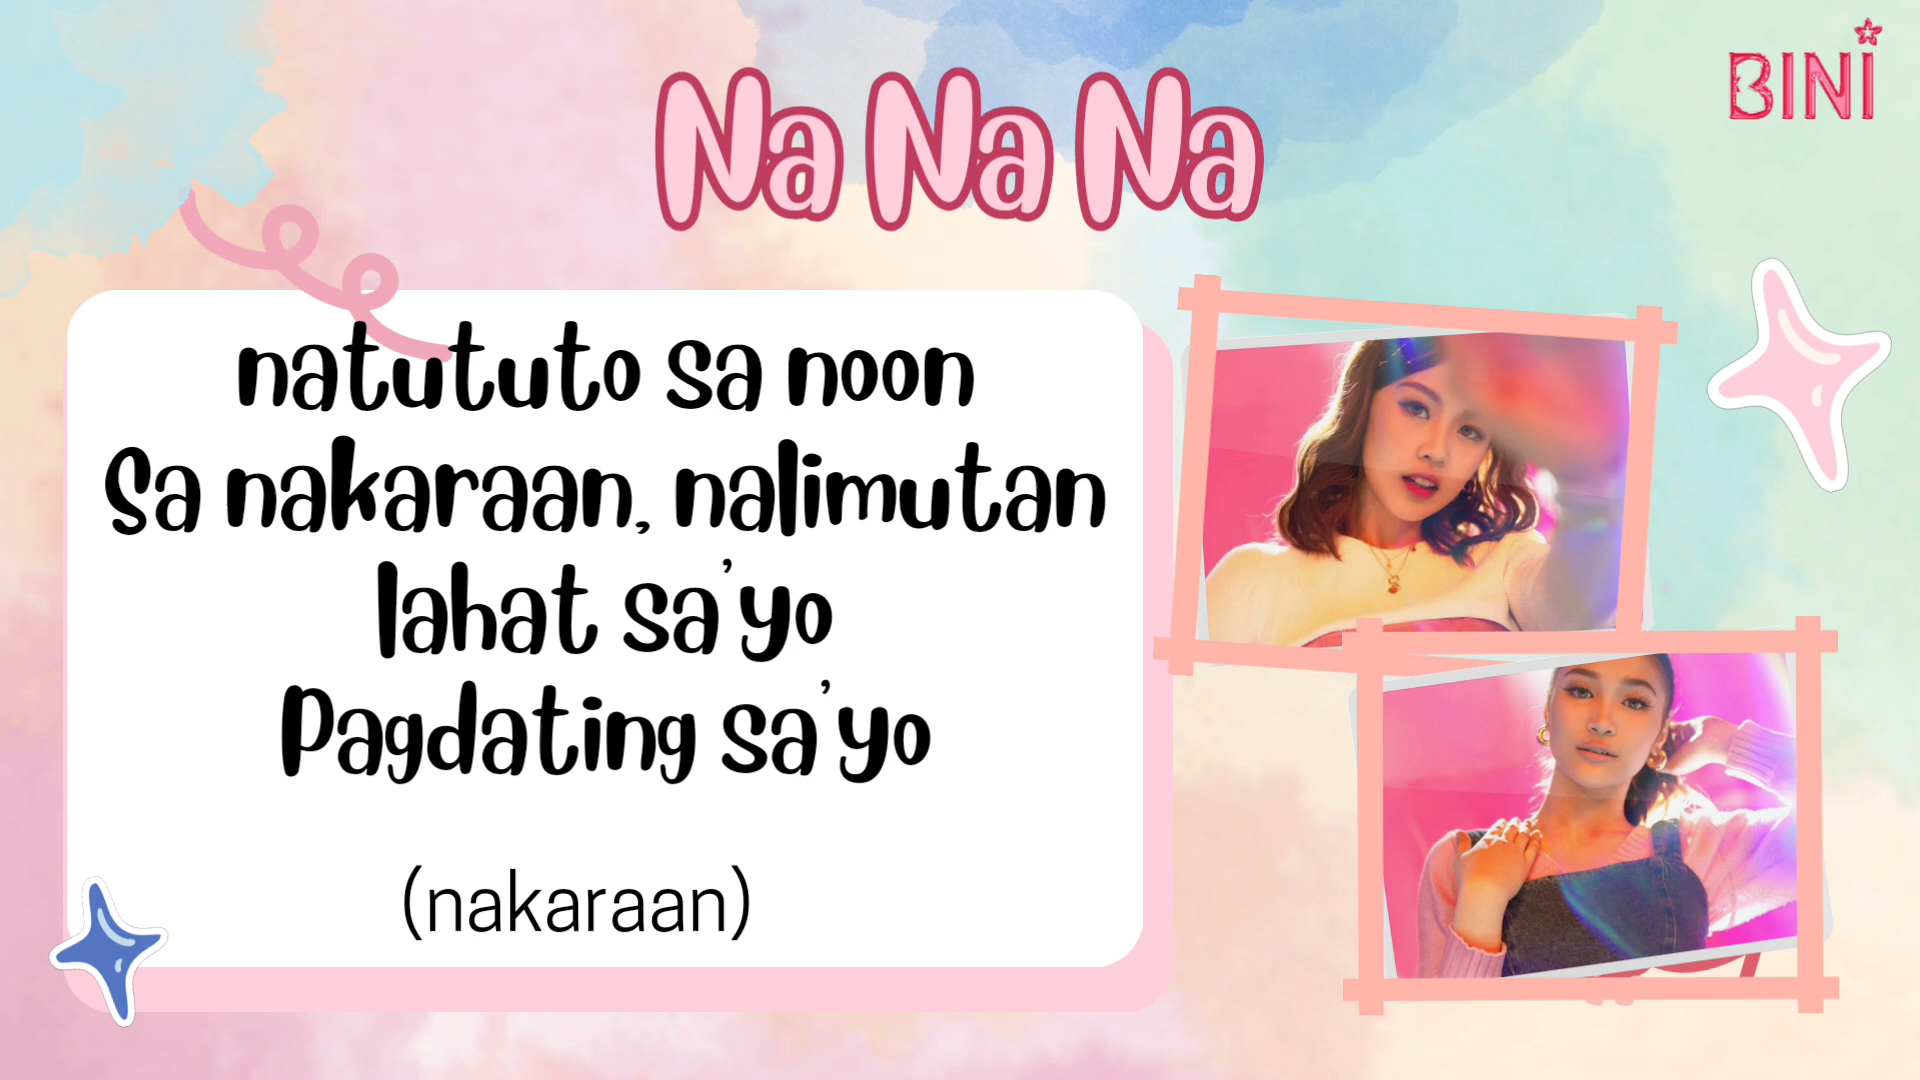 Na Na Na
BINI
natututo sa noon
Sa nakaraan, nalimutan
lahat sa'yo
Pagdating sa'yo
(nakaraan)